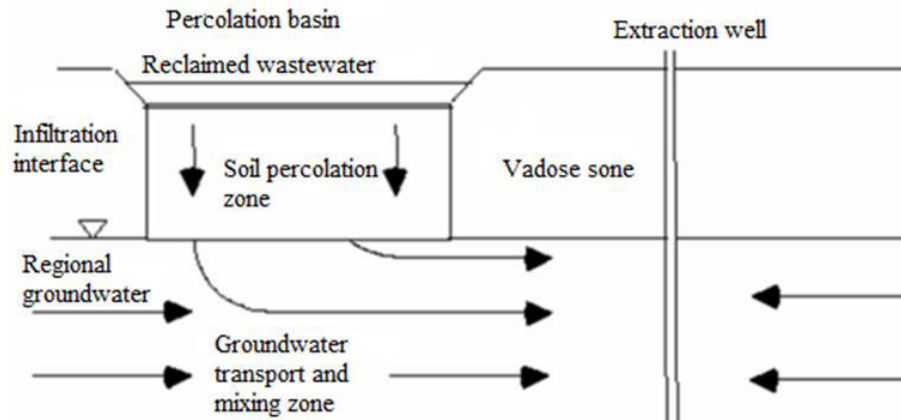 Percolation basin
Extraction well
Reclaimed wastewater
Infiltration
interface
Soil percolation
zone
Vadose sone
Regional
groundwater
Groundwater
transport and
mixing zone